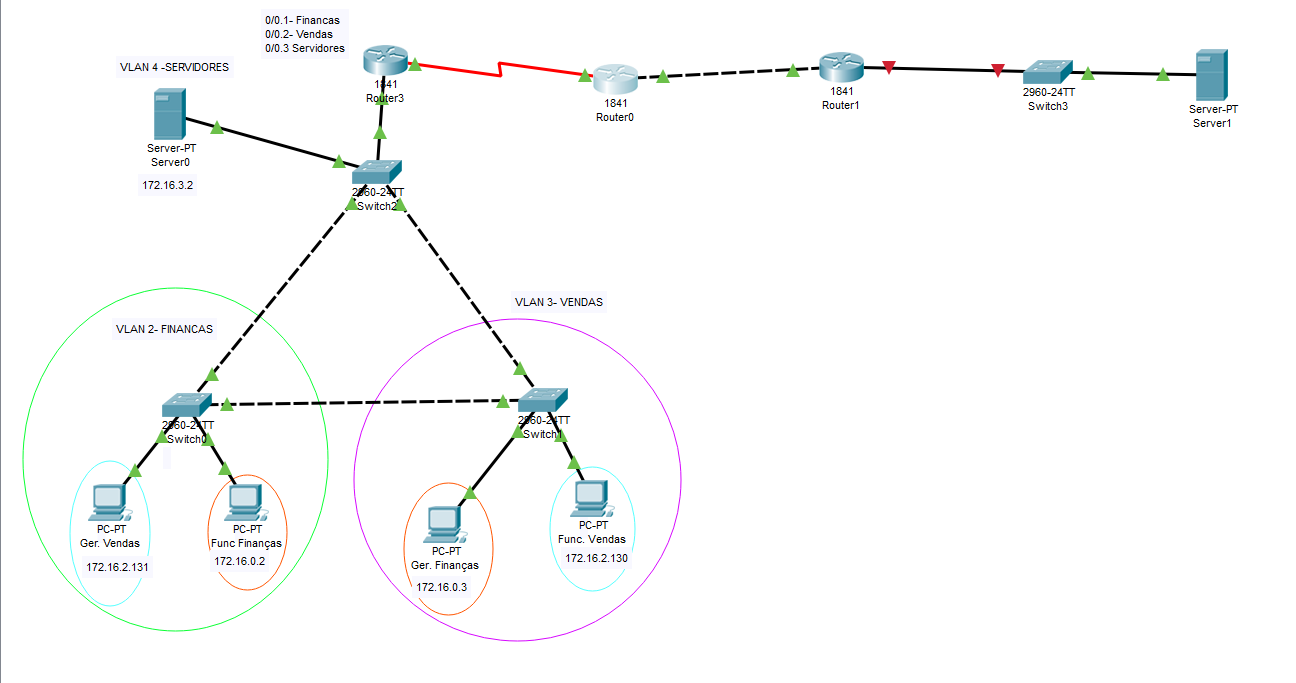 0/0.1- Financas
0/0.2- Vendas
0/0.3 Servidores
VLAN 4 -SERVIDORES
1841
Router3
1841
Router0
1841
Router1
2960-24TT
Switch3
Server-PT
Server1
Server-PT
Server0
172.16.3.2
2960-24TT
Switch2
VLAN 3- VENDAS
VLAN 2- FINANCAS
2960-24TT
Switch0
2960-24TT
Switch1
PC-PT
Ger. Vendas
172.16.2.131
PC-PT
Func Finanças
172.16.0.2
PC-PT
Ger. Finanças
172.16.0.3
PC-PT
Func. Vendas
172.16.2.130